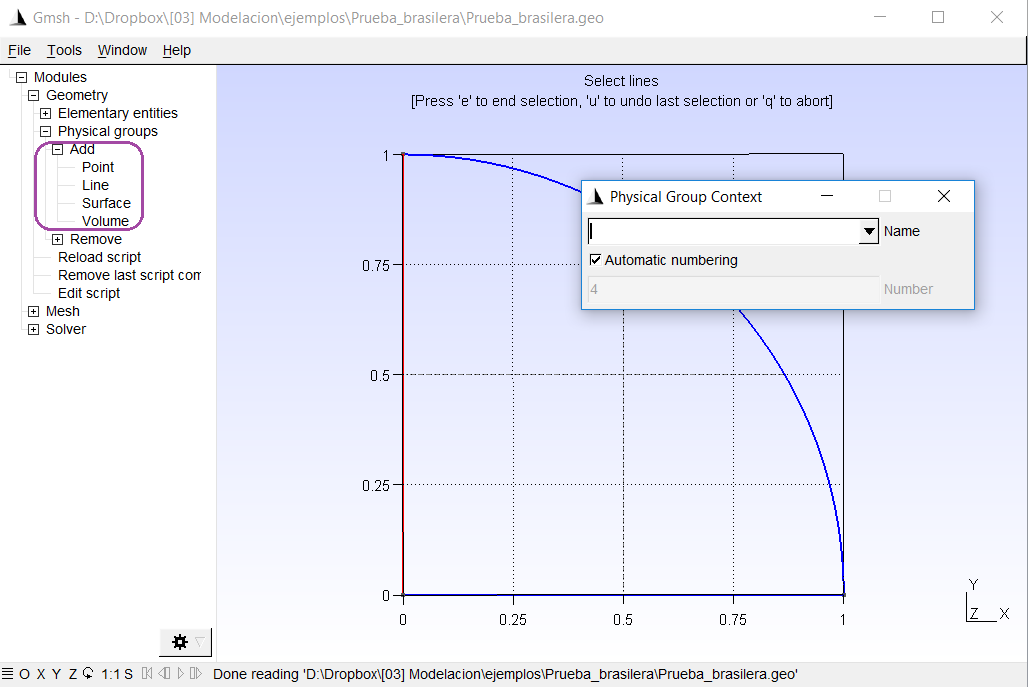 Gmsh - D:\Dropbox\[03] Modelacion\ejemplos\Prueba_brasilera\Prueba_brasilera.geo
File Tools Window Help
Modules
Geometry
Elementary entities
Physical groups
Add
Point
Line
Surface
Volume
Remove
Reload script
Remove last script com
Edit script
Mesh
Solver
Select lines
[Press 'e' to end selection, 'u' to undo last selection or 'q' to abort]
1
0.75
0.5
0.25
0
0 0.25 0.5 0.75 1
Physical Group Context
Name
Automatic numbering
4 Number
Y
Z X
O X Y Z 1:1 S Done reading 'D:\Dropbox\[03] Modelacion\ejemplos\Prueba_brasilera\Prueba_brasilera.geo'